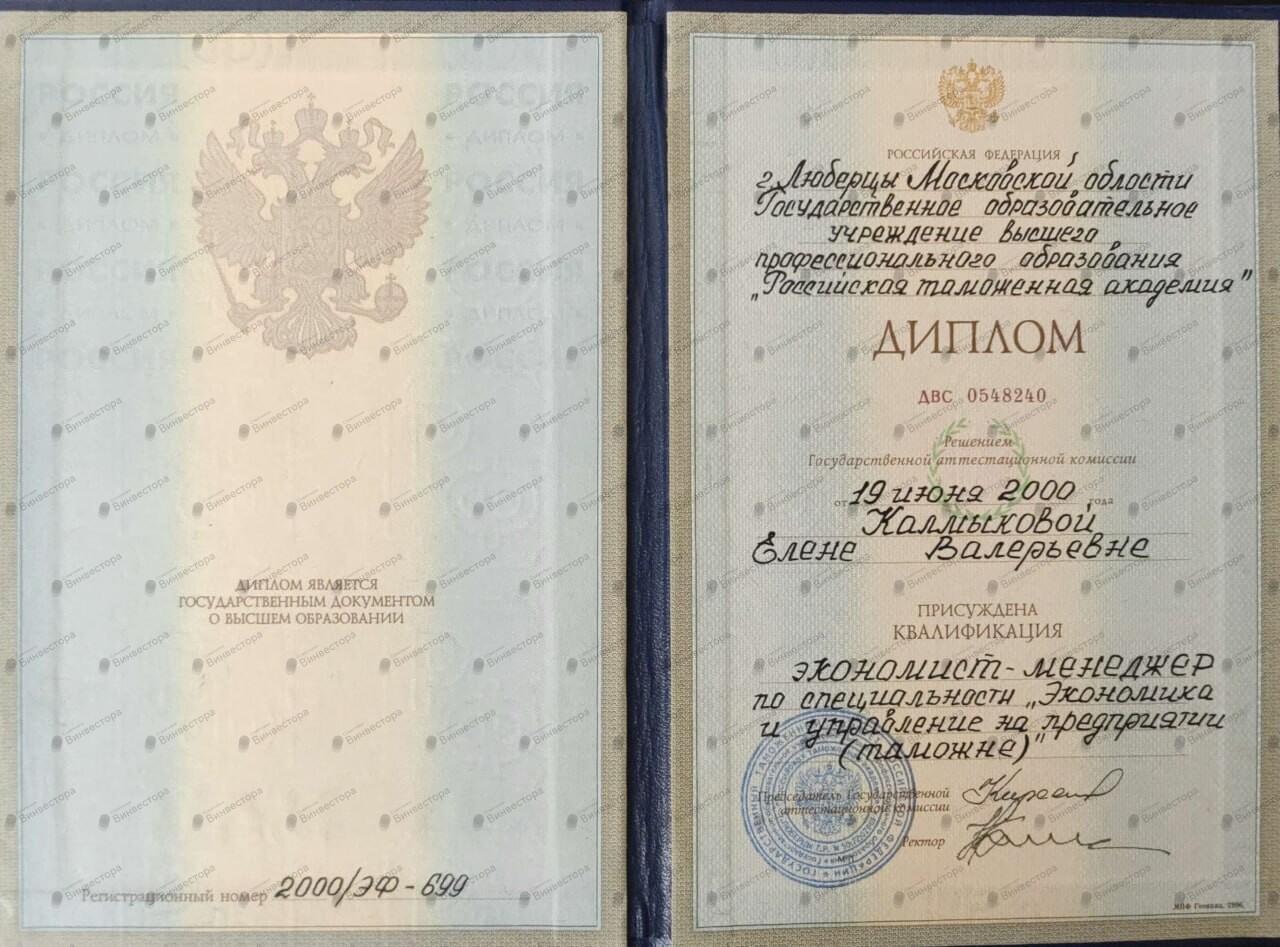 ДИПЛОМ ЯВЛЯЕТСЯ
ГОСУДАРСТВЕННЫМ ДОКУМЕНТОМ
О ВЫСШЕМ ОБРАЗОВАНИИ
Регистрационный номер 2000/ЭФ-699
РОССИЙСКАЯ ФЕДЕРАЦИЯ
г. Люберцы Московской области
Государственное образовательное
учреждение высшего
профессионального образования
„Российская таможенная академия"
ДИПЛОМ
ДВС 0548240
Решением
Государственной аттестационной комиссии
от 19 июня 2000 года
Калмыковой
Елене Валерьевне
ПРИСУЖДЕНА
КВАЛИФИКАЦИЯ
экономист-менеджер
по специальности „Экономика
и управление на предприятии
(таможне)"
Председатель Государственной
аттестационной комиссии
Ректор
Винвестора